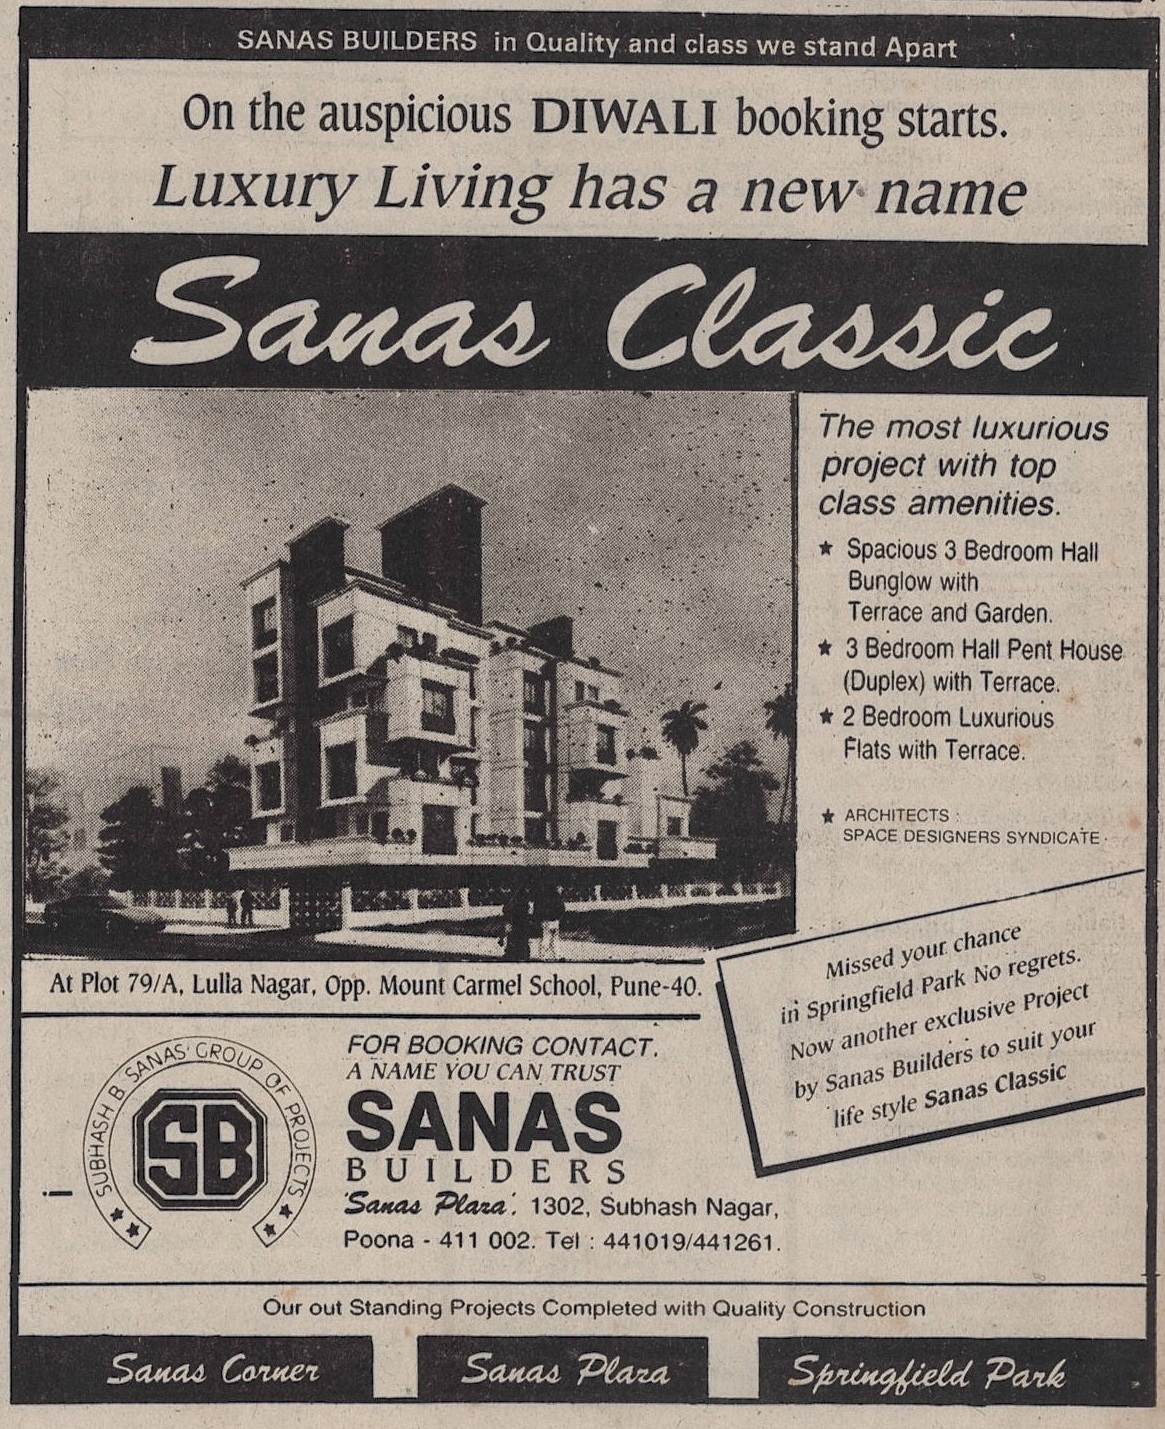 SANAS BUILDERS in Quality and class we stand Apart
On the auspicious DIWALI booking starts.
Luxury Living has a new name
Sanas Classic
The most luxurious
project with top
class amenities.
★ Spacious 3 Bedroom Hall
Bunglow with
Terrace and Garden.
★ 3 Bedroom Hall Pent House
(Duplex) with Terrace.
★ 2 Bedroom Luxurious
Flats with Terrace.
★ ARCHITECTS :
SPACE DESIGNERS SYNDICATE
At Plot 79/A, Lulla Nagar, Opp. Mount Carmel School, Pune-40.
Missed your chance
in Springfield Park No regrets.
Now another exclusive Project
by Sanas Builders to suit your
life style Sanas Classic
SUBHASH B. SANAS' GROUP OF PROJECTS
SB
FOR BOOKING CONTACT.
A NAME YOU CAN TRUST
SANAS
BUILDERS
'Sanas Plaza', 1302, Subhash Nagar,
Poona - 411 002. Tel : 441019/441261.
Our out Standing Projects Completed with Quality Construction
Sanas Corner
Sanas Plaza
Springfield Park